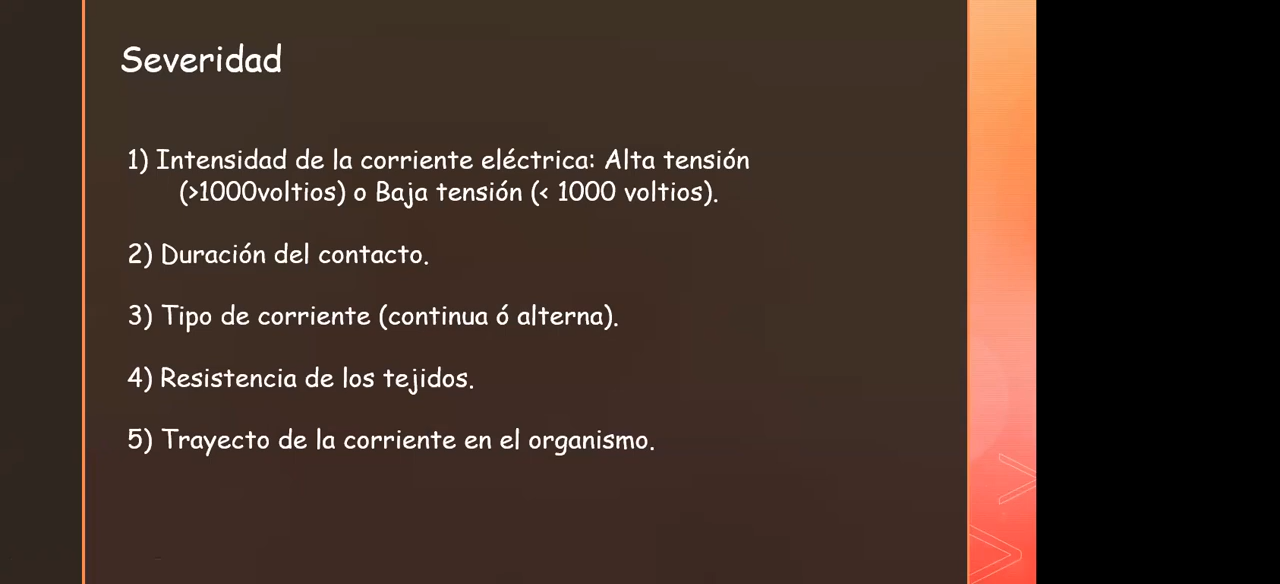 Severidad
1) Intensidad de la corriente eléctrica: Alta tensión
(>1000voltios) o Baja tensión (< 1000 voltios).
2) Duración del contacto.
3) Tipo de corriente (continua ó alterna).
4) Resistencia de los tejidos.
5) Trayecto de la corriente en el organismo.